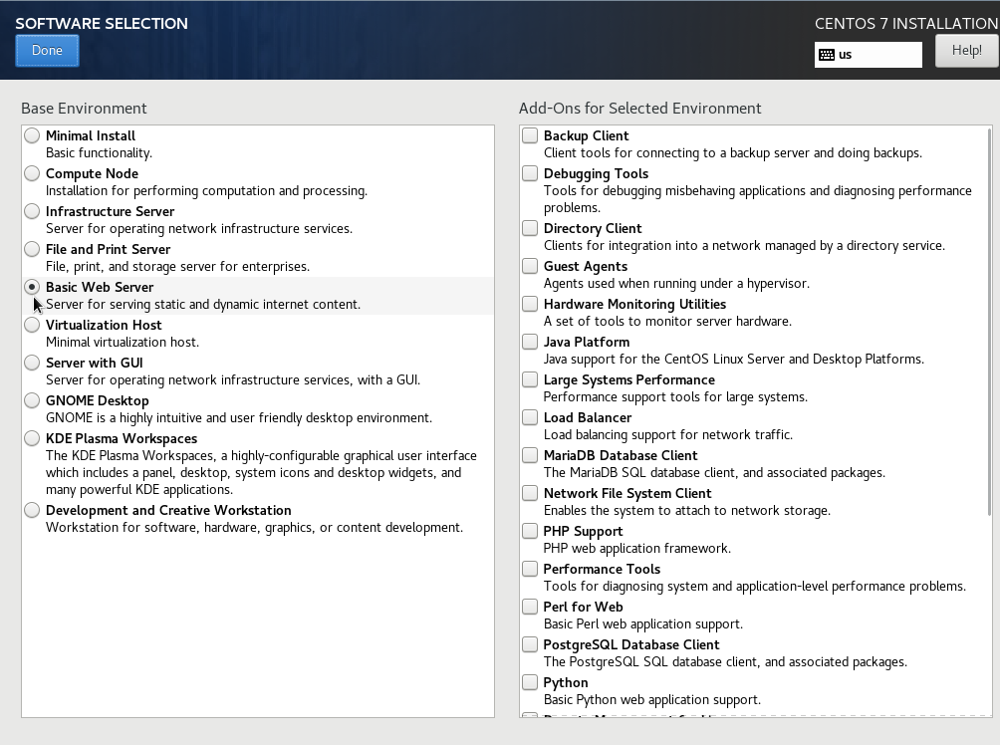 SOFTWARE SELECTION
CENTOS 7 INSTALLATION
Done
us
Help!
Base Environment
Minimal Install
Basic functionality.
Compute Node
Installation for performing computation and processing.
Infrastructure Server
Server for operating network infrastructure services.
File and Print Server
File, print, and storage server for enterprises.
Basic Web Server
Server for serving static and dynamic internet content.
Virtualization Host
Minimal virtualization host.
Server with GUI
Server for operating network infrastructure services, with a GUI.
GNOME Desktop
GNOME is a highly intuitive and user friendly desktop environment.
KDE Plasma Workspaces
The KDE Plasma Workspaces, a highly-configurable graphical user interface
which includes a panel, desktop, system icons and desktop widgets, and
many powerful KDE applications.
Development and Creative Workstation
Workstation for software, hardware, graphics, or content development.
Add-Ons for Selected Environment
Backup Client
Client tools for connecting to a backup server and doing backups.
Debugging Tools
Tools for debugging misbehaving applications and diagnosing performance
problems.
Directory Client
Clients for integration into a network managed by a directory service.
Guest Agents
Agents used when running under a hypervisor.
Hardware Monitoring Utilities
A set of tools to monitor server hardware.
Java Platform
Java support for the CentOS Linux Server and Desktop Platforms.
Large Systems Performance
Performance support tools for large systems.
Load Balancer
Load balancing support for network traffic.
MariaDB Database Client
The MariaDB SQL database client, and associated packages.
Network File System Client
Enables the system to attach to network storage.
PHP Support
PHP web application framework.
Performance Tools
Tools for diagnosing system and application-level performance problems.
Perl for Web
Basic Perl web application support.
PostgreSQL Database Client
The PostgreSQL SQL database client, and associated packages.
Python
Basic Python web application support.